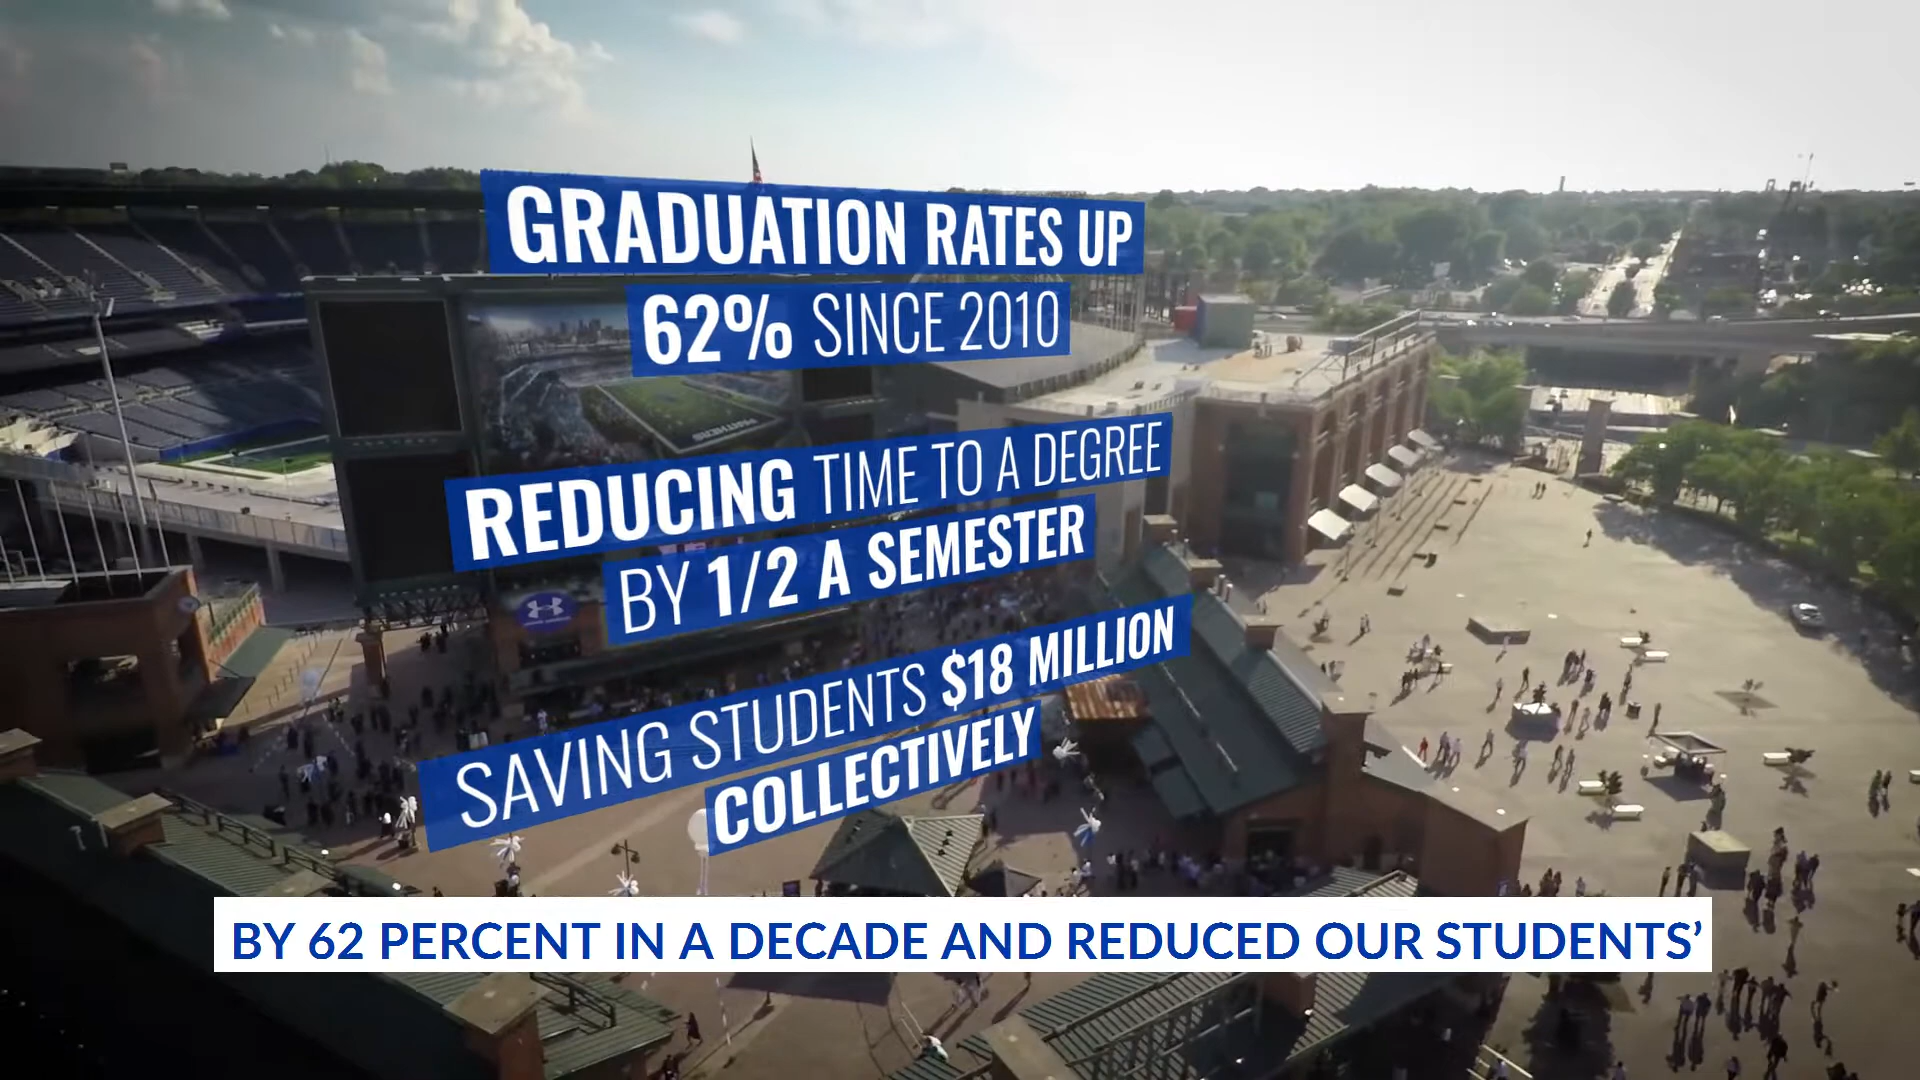 GRADUATION RATES UP
62% SINCE 2010
PANTHERS
REDUCING TIME TO A DEGREE
BY 1/2 A SEMESTER
SAVING STUDENTS $18 MILLION
COLLECTIVELY
BY 62 PERCENT IN A DECADE AND REDUCED OUR STUDENTS’